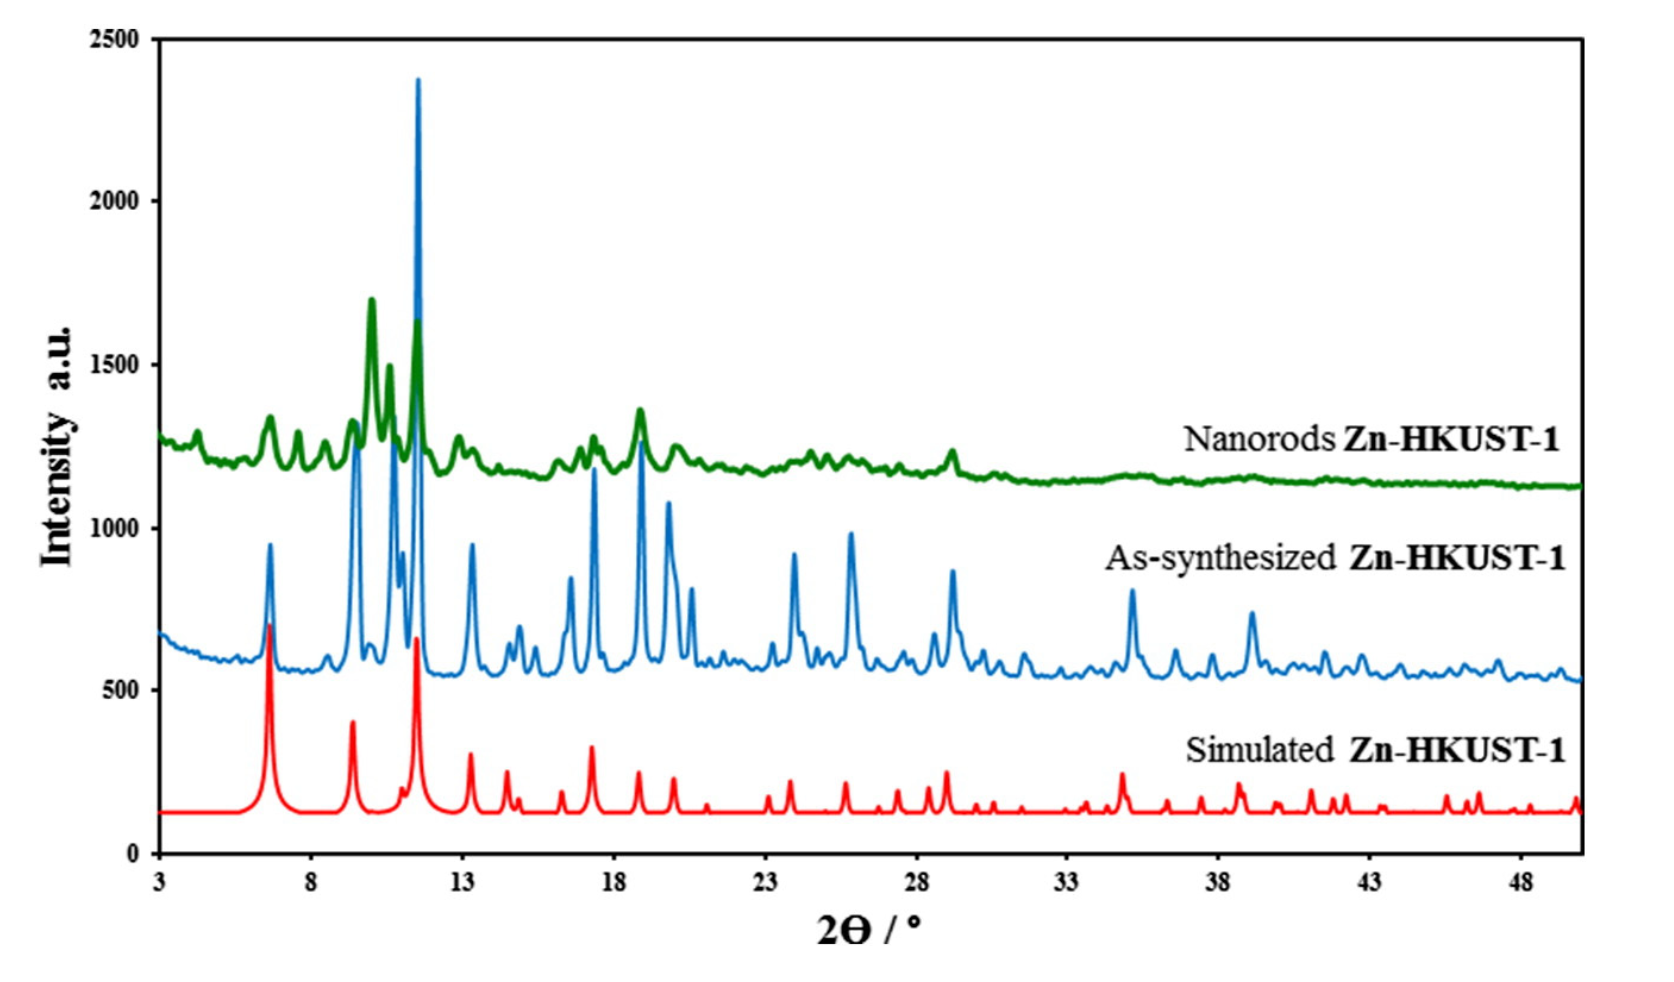 2500
2000
1500
1000
500
0
Intensity a.u.
Nanorods Zn-HKUST-1
As-synthesized Zn-HKUST-1
Simulated Zn-HKUST-1
3 8 13 18 23 28 33 38 43 48
2Θ / °